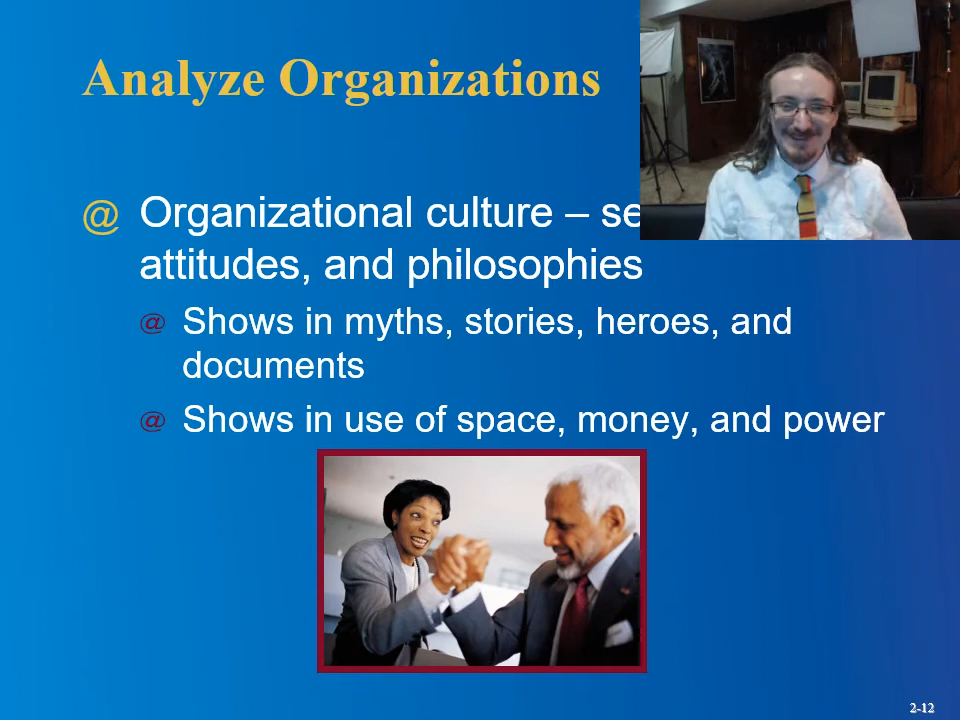 Analyze Organizations
@ Organizational culture –
attitudes, and philosophies
@ Shows in myths, stories, heroes, and
documents
@ Shows in use of space, money, and power
2-12